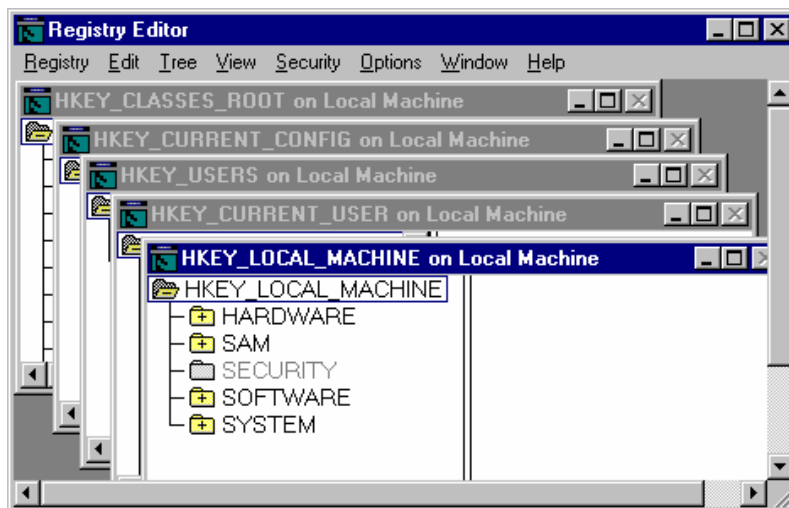 Registry Editor
Registry Edit Tree View Security Options Window Help
HKEY_CLASSES_ROOT on Local Machine
HKEY_CURRENT_CONFIG on Local Machine
HKEY_USERS on Local Machine
HKEY_CURRENT_USER on Local Machine
HKEY_LOCAL_MACHINE on Local Machine
HKEY_LOCAL_MACHINE
HARDWARE
SAM
SECURITY
SOFTWARE
SYSTEM